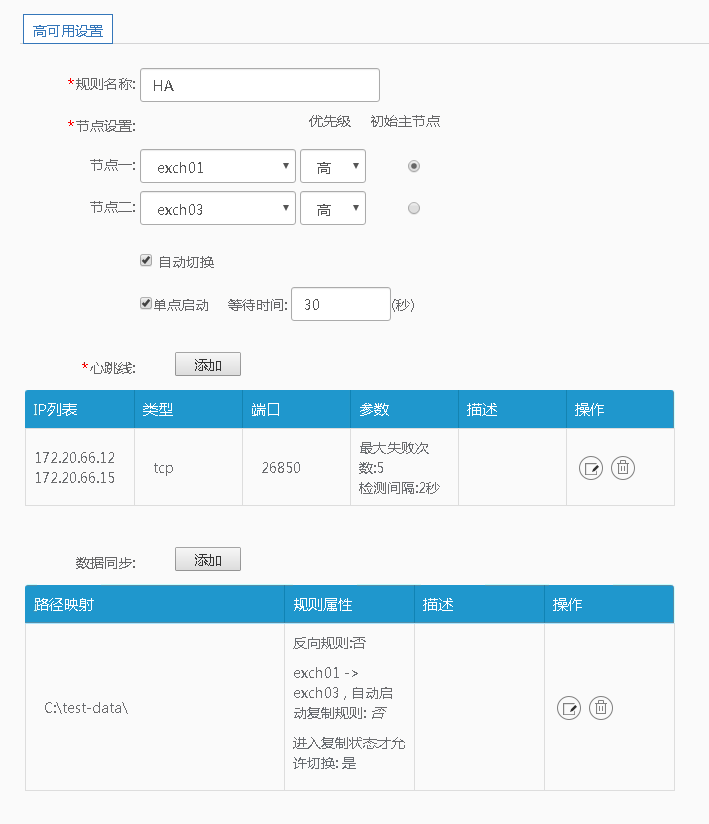 高可用设置
*规则名称: HA
*节点设置: 优先级 初始主节点
节点一: exch01 高
节点二: exch03 高
自动切换
单点启动 等待时间: 30 (秒)
*心跳线: 添加
IP列表 类型 端口 参数 描述 操作
172.20.66.12
172.20.66.15
tcp
26850
最大失败次
数:5
检测间隔:2秒
数据同步: 添加
路径映射 规则属性 描述 操作
C:\test-data\
反向规则:否
exch01 ->
exch03 , 自动启
动复制规则: 否
进入复制状态才允
许切换: 是